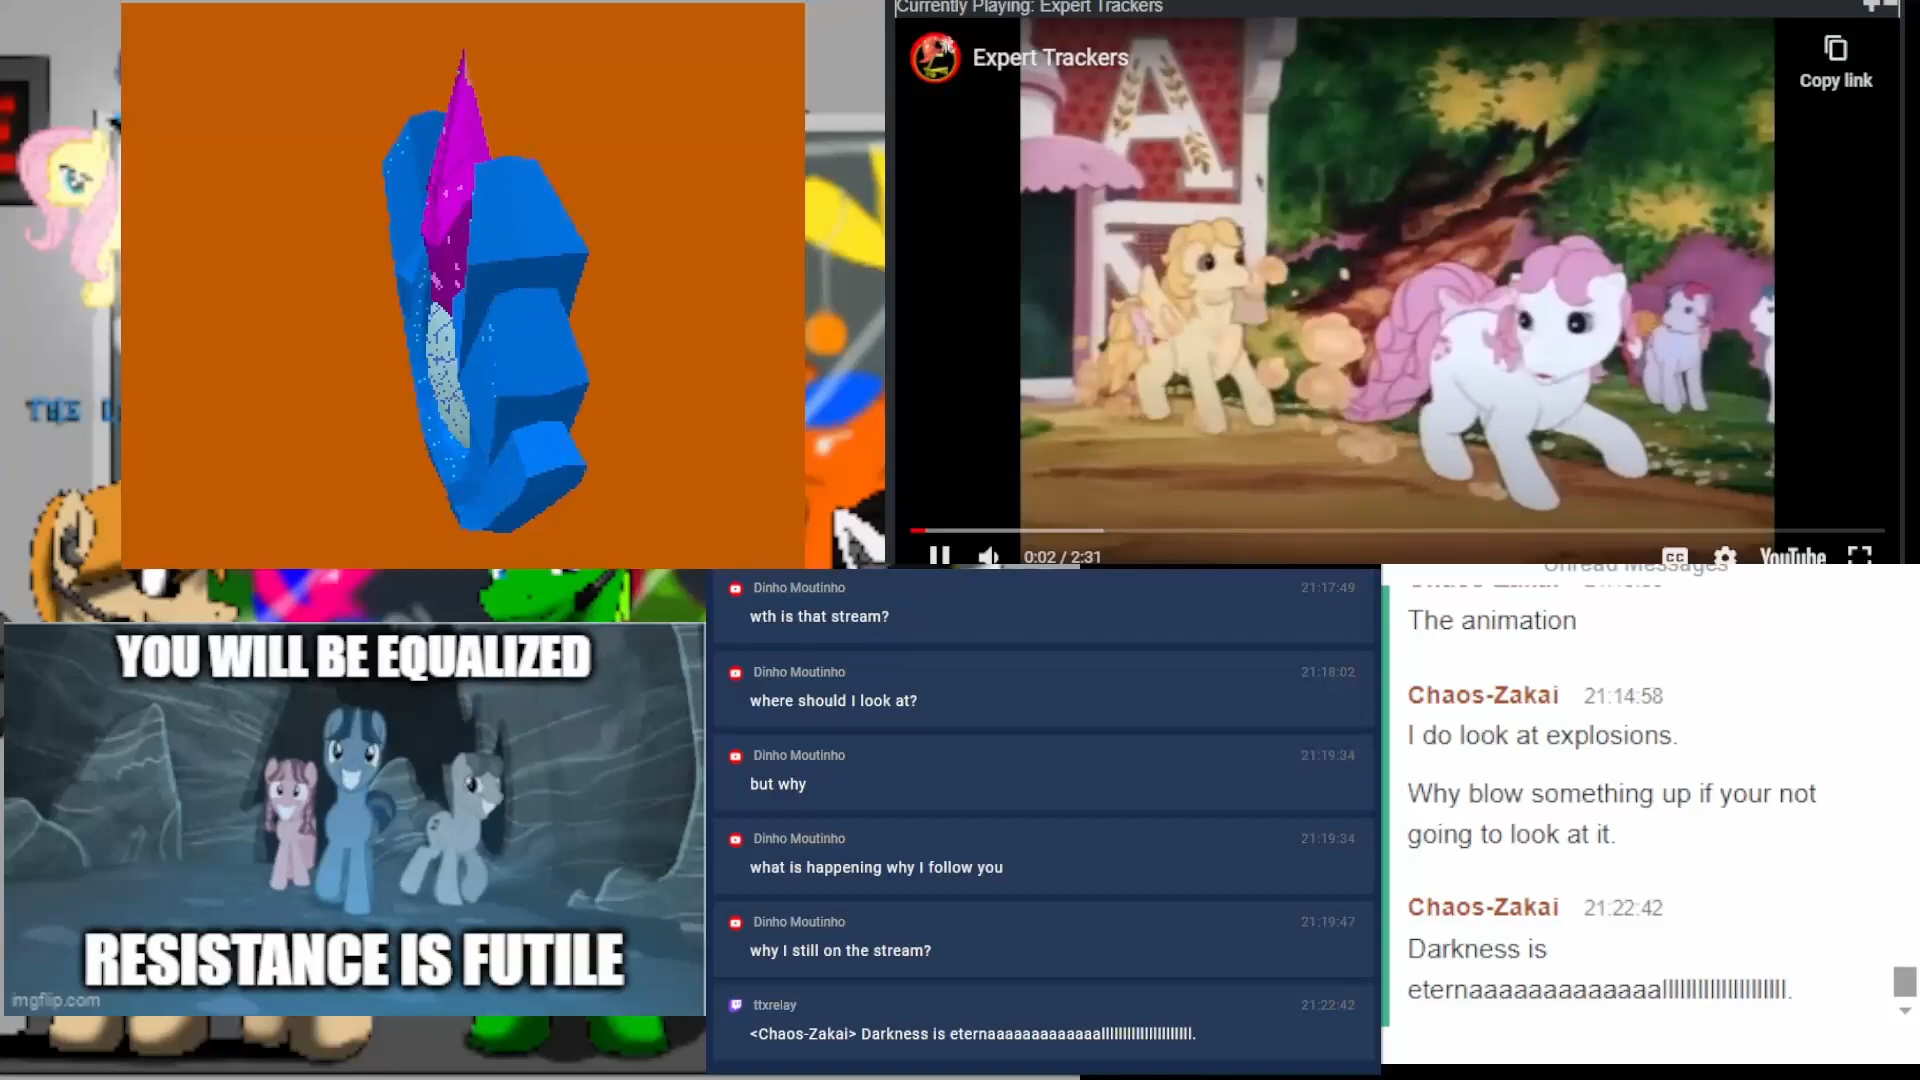 Currently Playing: Expert Trackers
Expert Trackers
Copy link
A
0:02 / 2:31
CC
YouTube
THE
YOU WILL BE EQUALIZED
RESISTANCE IS FUTILE
imgflip.com
Dinho Moutinho 21:17:49
wth is that stream?
Dinho Moutinho 21:18:02
where should I look at?
Dinho Moutinho 21:19:34
but why
Dinho Moutinho 21:19:34
what is happening why I follow you
Dinho Moutinho 21:19:47
why I still on the stream?
ttxrelay 21:22:42
<Chaos-Zakai> Darkness is eternaaaaaaaaaaaaalllllllllllllllllllll.
Unread Messages
The animation
Chaos-Zakai 21:14:58
I do look at explosions.
Why blow something up if your not
going to look at it.
Chaos-Zakai 21:22:42
Darkness is
eternaaaaaaaaaaaaalllllllllllllllllllll.